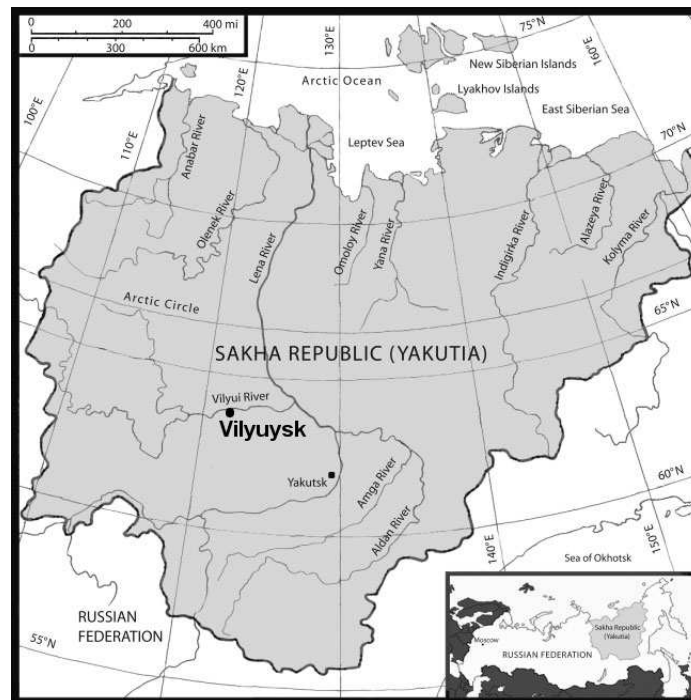 0 200 400 mi
0 300 600 km
130°E
75°N
160°E
120°E
100°E
110°E
Arctic Ocean
New Siberian Islands
Lyakhov Islands
East Siberian Sea
Leptev Sea
70°N
Anabar River
Olenek River
Lena River
Omoloy River
Yana River
Indigirka River
Alazeya River
Kolyma River
Arctic Circle
65°N
SAKHA REPUBLIC (YAKUTIA)
Vilyui River
Vilyuysk
Yakutsk
Amga River
Aldan River
60°N
140°E
150°E
Sea of Okhotsk
RUSSIAN
FEDERATION
55°N
Sakha Republic
(Yakutia)
Moscow
RUSSIAN FEDERATION